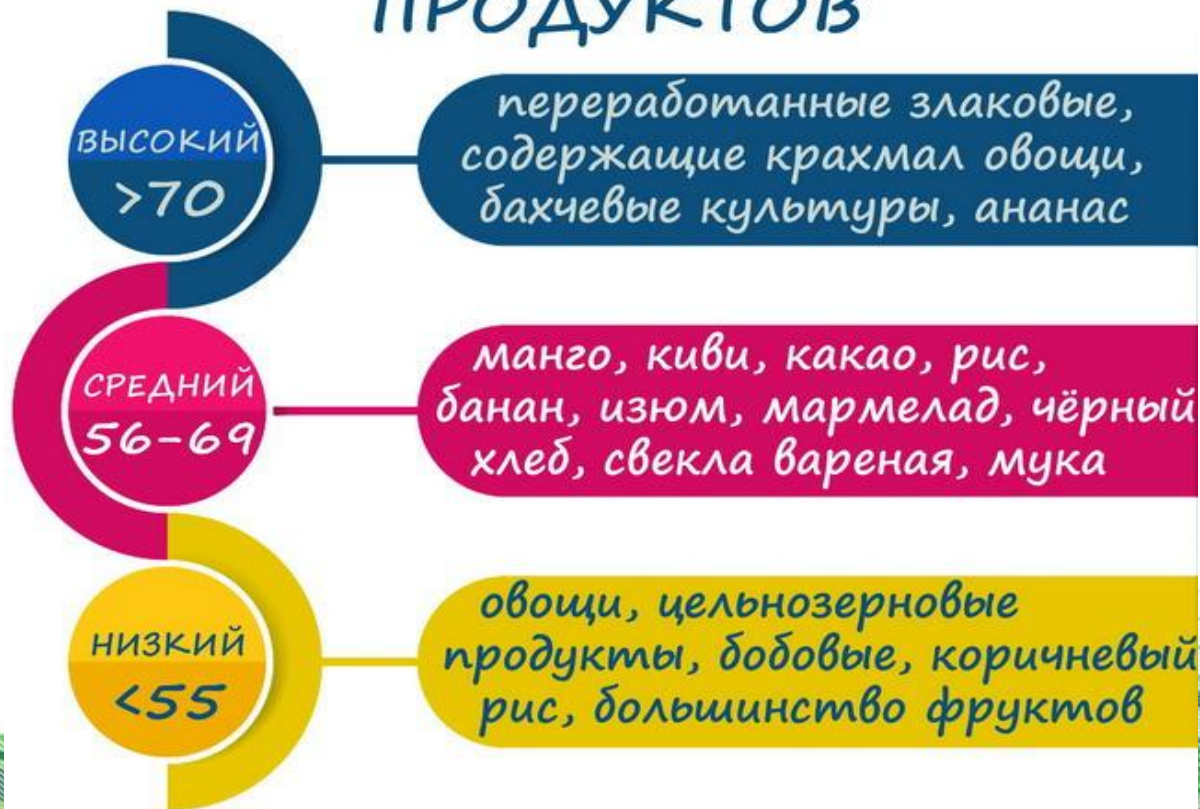 ПРОДУКТОВ
ВЫСОКИЙ
>70
переработанные злаковые,
содержащие крахмал овощи,
бахчевые культуры, ананас
СРЕДНИЙ
56-69
манго, киви, какао, рис,
банан, изюм, мармелад, чёрный
хлеб, свекла вареная, мука
НИЗКИЙ
<55
овощи, цельнозерновые
продукты, бобовые, коричневый
рис, большинство фруктов